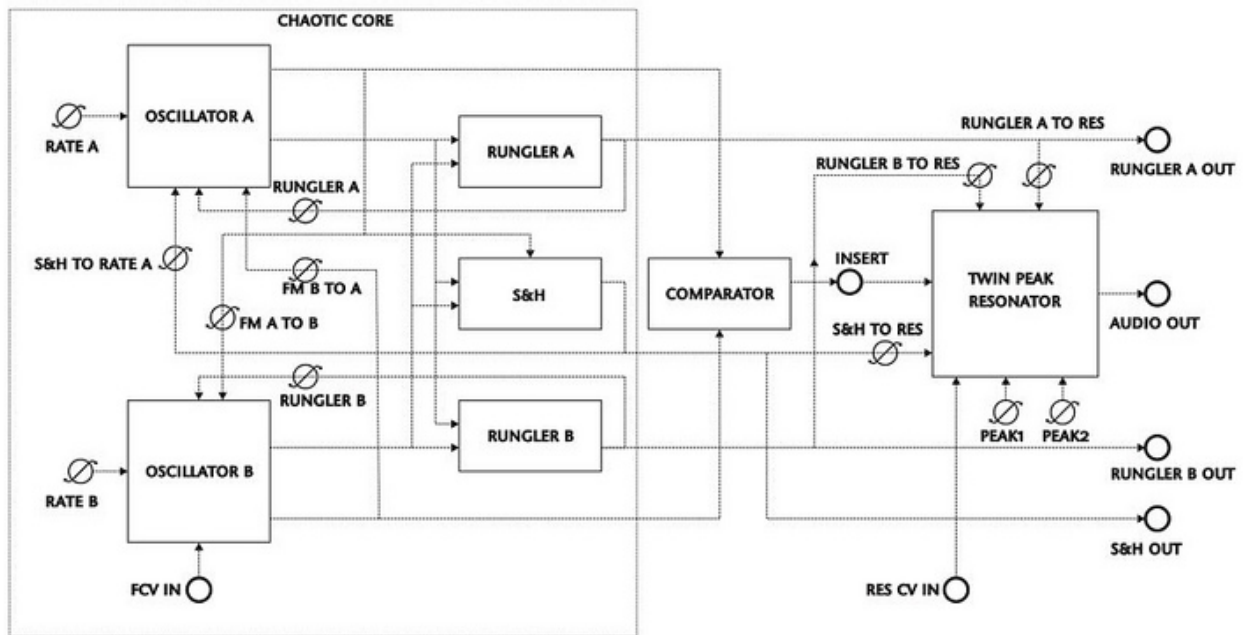 CHAOTIC CORE
OSCILLATOR A
RATE A
RUNGLER A
RUNGLER A TO RES
RUNGLER B TO RES
RUNGLER A OUT
RUNGLER A
S&H TO RATE A
FM B TO A
S&H
COMPARATOR
INSERT
TWIN PEAK
RESONATOR
AUDIO OUT
FM A TO B
S&H TO RES
RUNGLER B
RUNGLER B
PEAK1
PEAK2
OSCILLATOR B
RATE B
RUNGLER B OUT
S&H OUT
FCV IN
RES CV IN